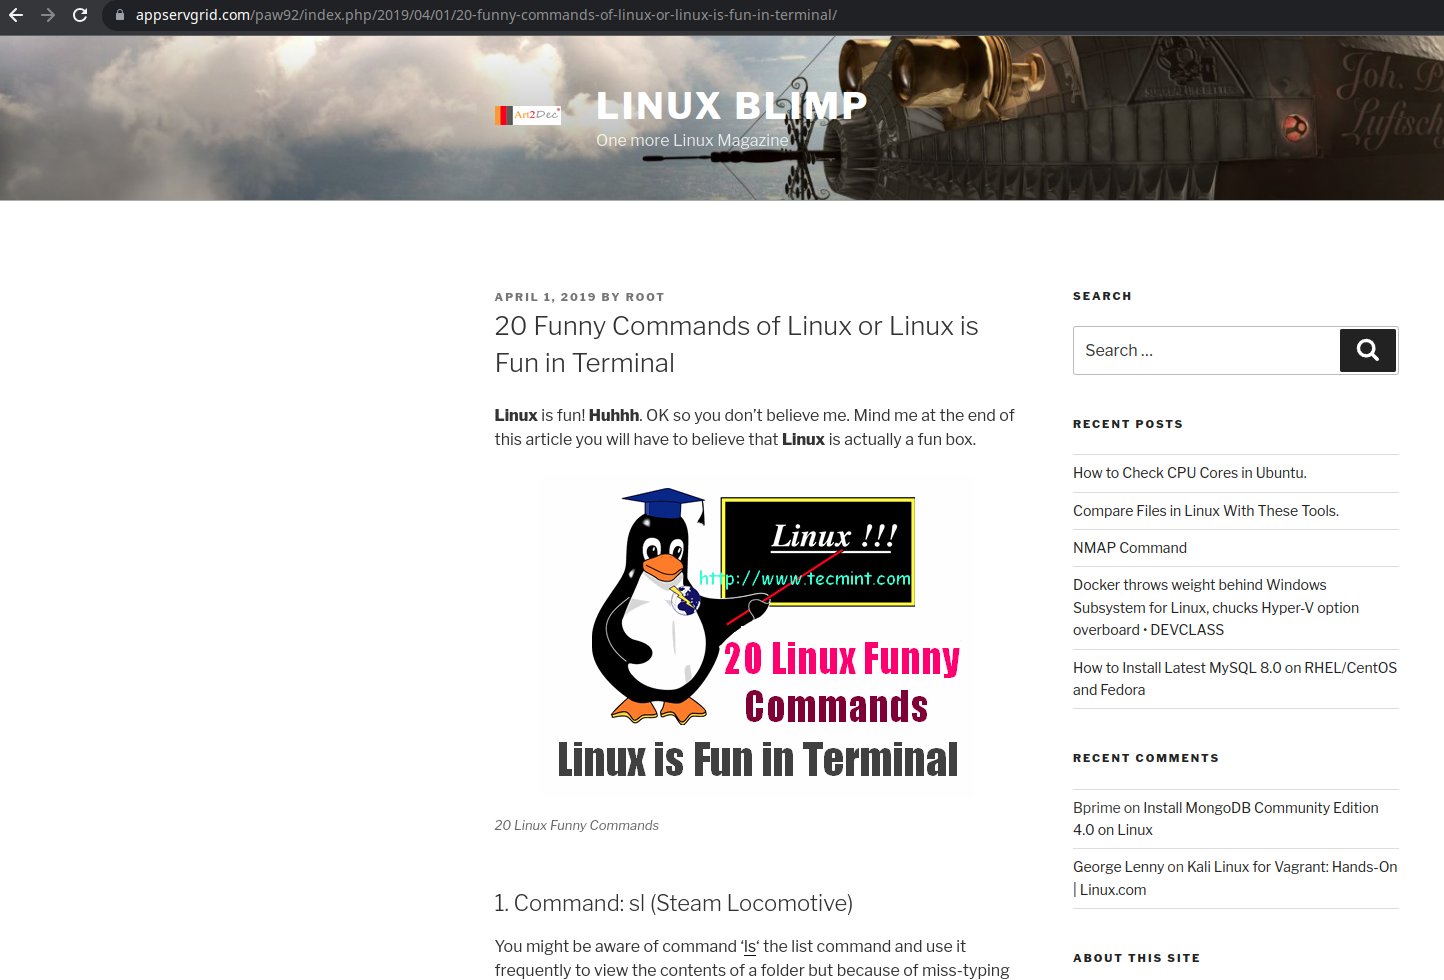 appservgrid.com/paw92/index.php/2019/04/01/20-funny-commands-of-linux-or-linux-is-fun-in-terminal/
Art2Dec
LINUX BLIMP
One more Linux Magazine
Joh.
Luftsch
APRIL 1, 2019 BY ROOT
20 Funny Commands of Linux or Linux is
Fun in Terminal
Linux is fun! Huhhh. OK so you don’t believe me. Mind me at the end of
this article you will have to believe that Linux is actually a fun box.
Linux !!!
http://www.tecmint.com
20 Linux Funny
Commands
Linux is Fun in Terminal
20 Linux Funny Commands
1. Command: sl (Steam Locomotive)
You might be aware of command ‘ls‘ the list command and use it
frequently to view the contents of a folder but because of miss-typing
SEARCH
Search …
RECENT POSTS
How to Check CPU Cores in Ubuntu.
Compare Files in Linux With These Tools.
NMAP Command
Docker throws weight behind Windows
Subsystem for Linux, chucks Hyper-V option
overboard • DEVCLASS
How to Install Latest MySQL 8.0 on RHEL/CentOS
and Fedora
RECENT COMMENTS
Bprime on Install MongoDB Community Edition
4.0 on Linux
George Lenny on Kali Linux for Vagrant: Hands-On
| Linux.com
ABOUT THIS SITE